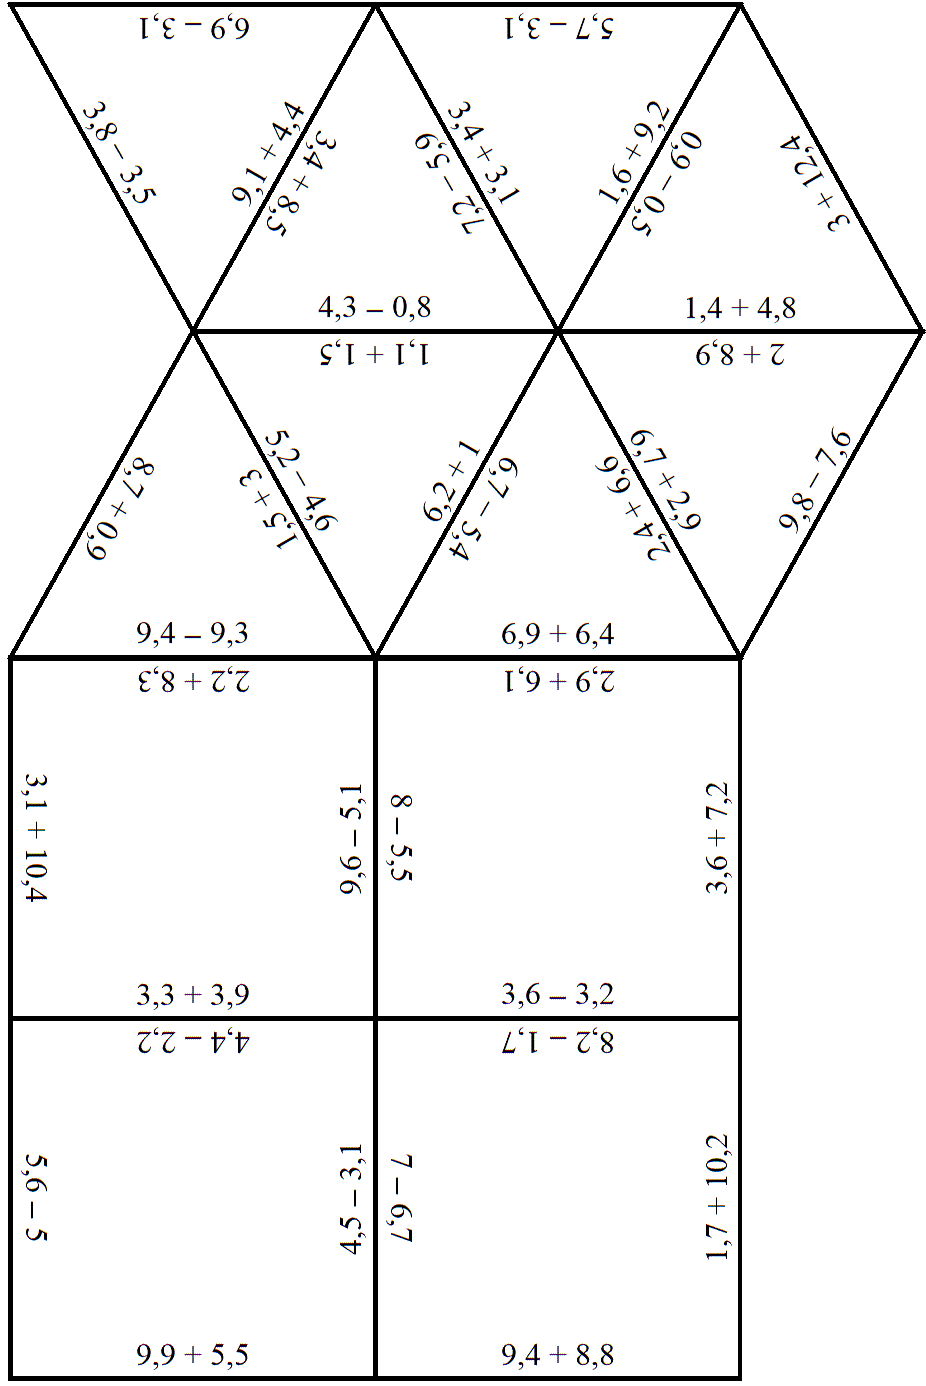 6,9 – 3,1
5,7 – 3,1
3,8 – 3,5
9,1 + 4,4
3,4 + 8,5
7,2 – 5,9
3,4 + 3,1
1,6 + 9,2
0,9 – 0,5
3 + 12,4
4,3 – 0,8
1,4 + 4,8
1,1 + 1,5
2 + 8,9
8,7 + 0,9
1,5 + 3
5,2 – 4,6
6,2 + 1
6,7 – 5,4
2,4 + 6,6
6,7 + 2,9
9,8 – 7,6
9,4 – 9,3
6,9 + 6,4
2,2 + 8,3
2,9 + 6,1
3,1 + 10,4
9,6 – 5,1
8 – 5,5
3,6 + 7,2
3,3 + 3,9
3,6 – 3,2
4,4 – 2,2
8,2 – 1,7
5,6 – 5
4,5 – 3,1
7 – 6,7
1,7 + 10,2
9,9 + 5,5
9,4 + 8,8